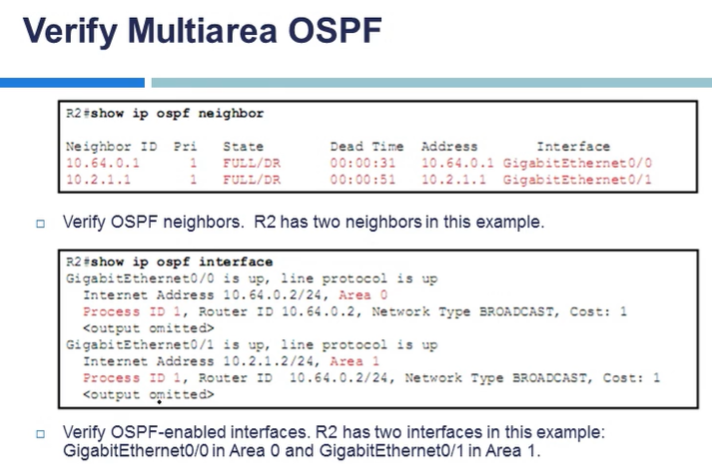 Verify Multiarea OSPF
R2#show ip ospf neighbor
Neighbor ID Pri State Dead Time Address Interface
10.64.0.1 1 FULL/DR 00:00:31 10.64.0.1 GigabitEthernet0/0
10.2.1.1 1 FULL/DR 00:00:51 10.2.1.1 GigabitEthernet0/1
Verify OSPF neighbors. R2 has two neighbors in this example.
R2#show ip ospf interface
GigabitEthernet0/0 is up, line protocol is up
Internet Address 10.64.0.2/24, Area 0
Process ID 1, Router ID 10.64.0.2, Network Type BROADCAST, Cost: 1
<output omitted>
GigabitEthernet0/1 is up, line protocol is up
Internet Address 10.2.1.2/24, Area 1
Process ID 1, Router ID 10.64.0.2/24, Network Type BROADCAST, Cost: 1
<output omitted>
Verify OSPF-enabled interfaces. R2 has two interfaces in this example:
GigabitEthernet0/0 in Area 0 and GigabitEthernet0/1 in Area 1.